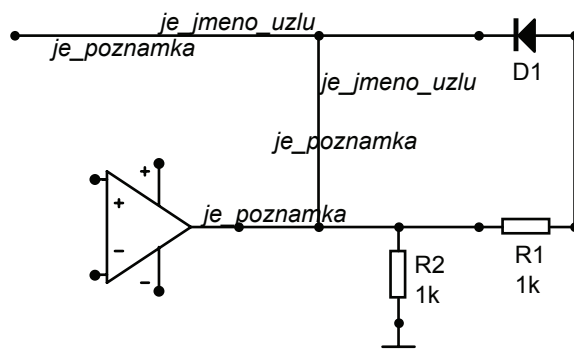 je_jmeno_uzlu
je_poznamka
D1
je_jmeno_uzlu
je_poznamka
+
+
je_poznamka
−
−
R2
1k
R1
1k